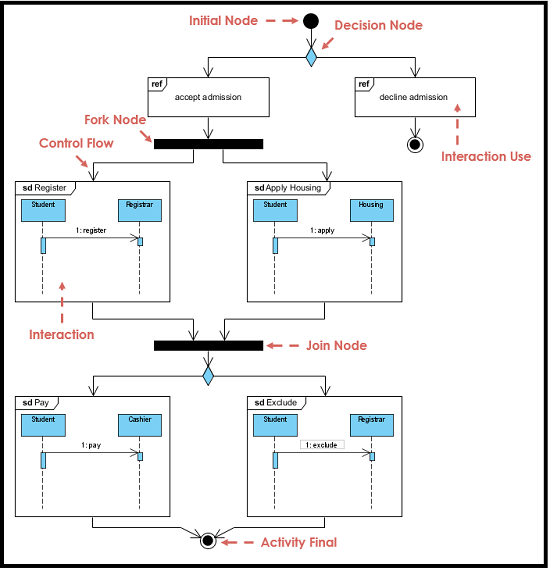 Initial Node
Decision Node
ref
accept admission
ref
decline admission
Fork Node
Control Flow
Interaction Use
sd Register
Student
Registrar
1: register
sd Apply Housing
Student
Housing
1: apply
Interaction
Join Node
sd Pay
Student
Cashier
1: pay
sd Exclude
Student
Registrar
1: exclude
Activity Final